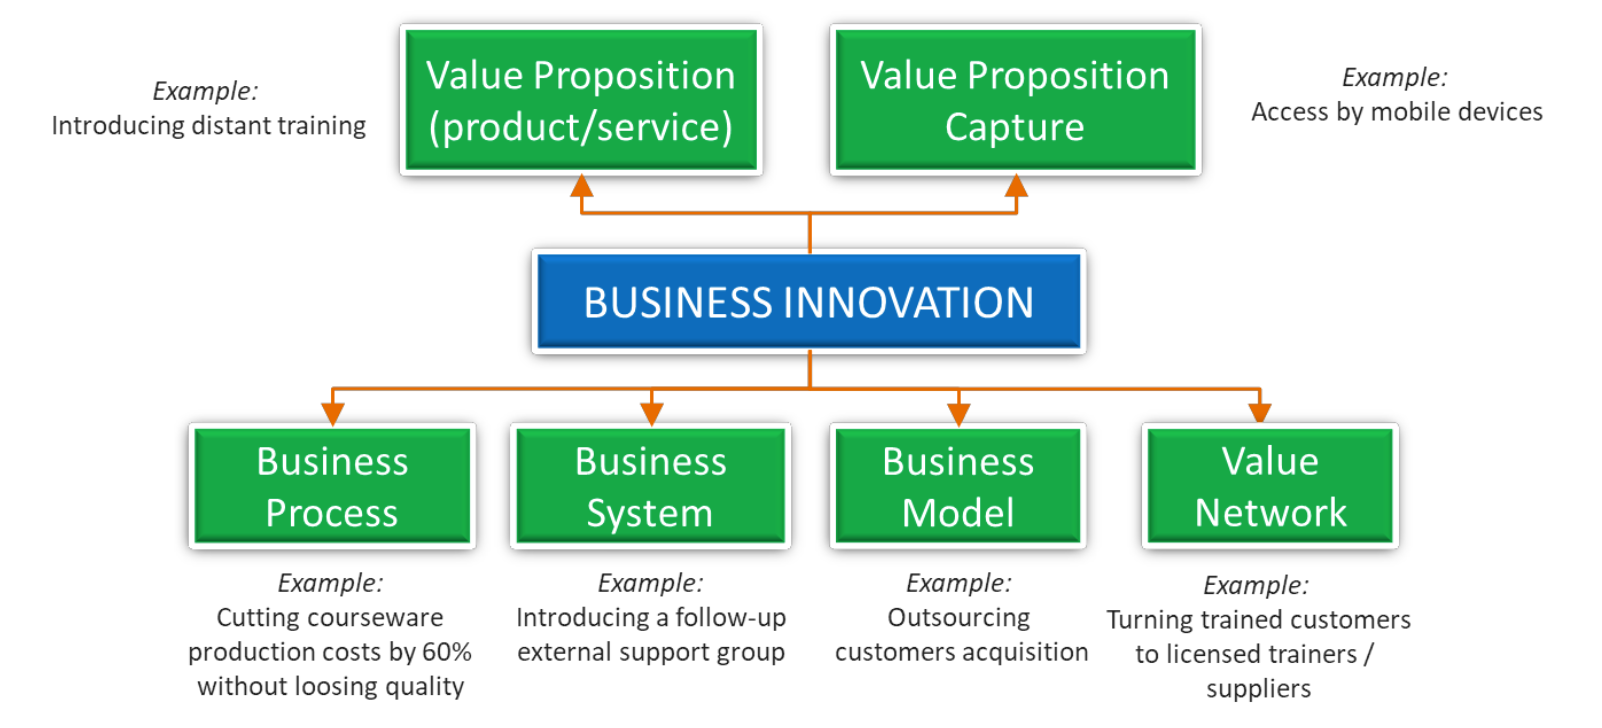 Example:
Introducing distant training
Value Proposition
(product/service)
Value Proposition
Capture
Example:
Access by mobile devices
BUSINESS INNOVATION
Business
Process
Business
System
Business
Model
Value
Network
Example:
Cutting courseware
production costs by 60%
without loosing quality
Example:
Introducing a follow-up
external support group
Example:
Outsourcing
customers acquisition
Example:
Turning trained customers
to licensed trainers /
suppliers